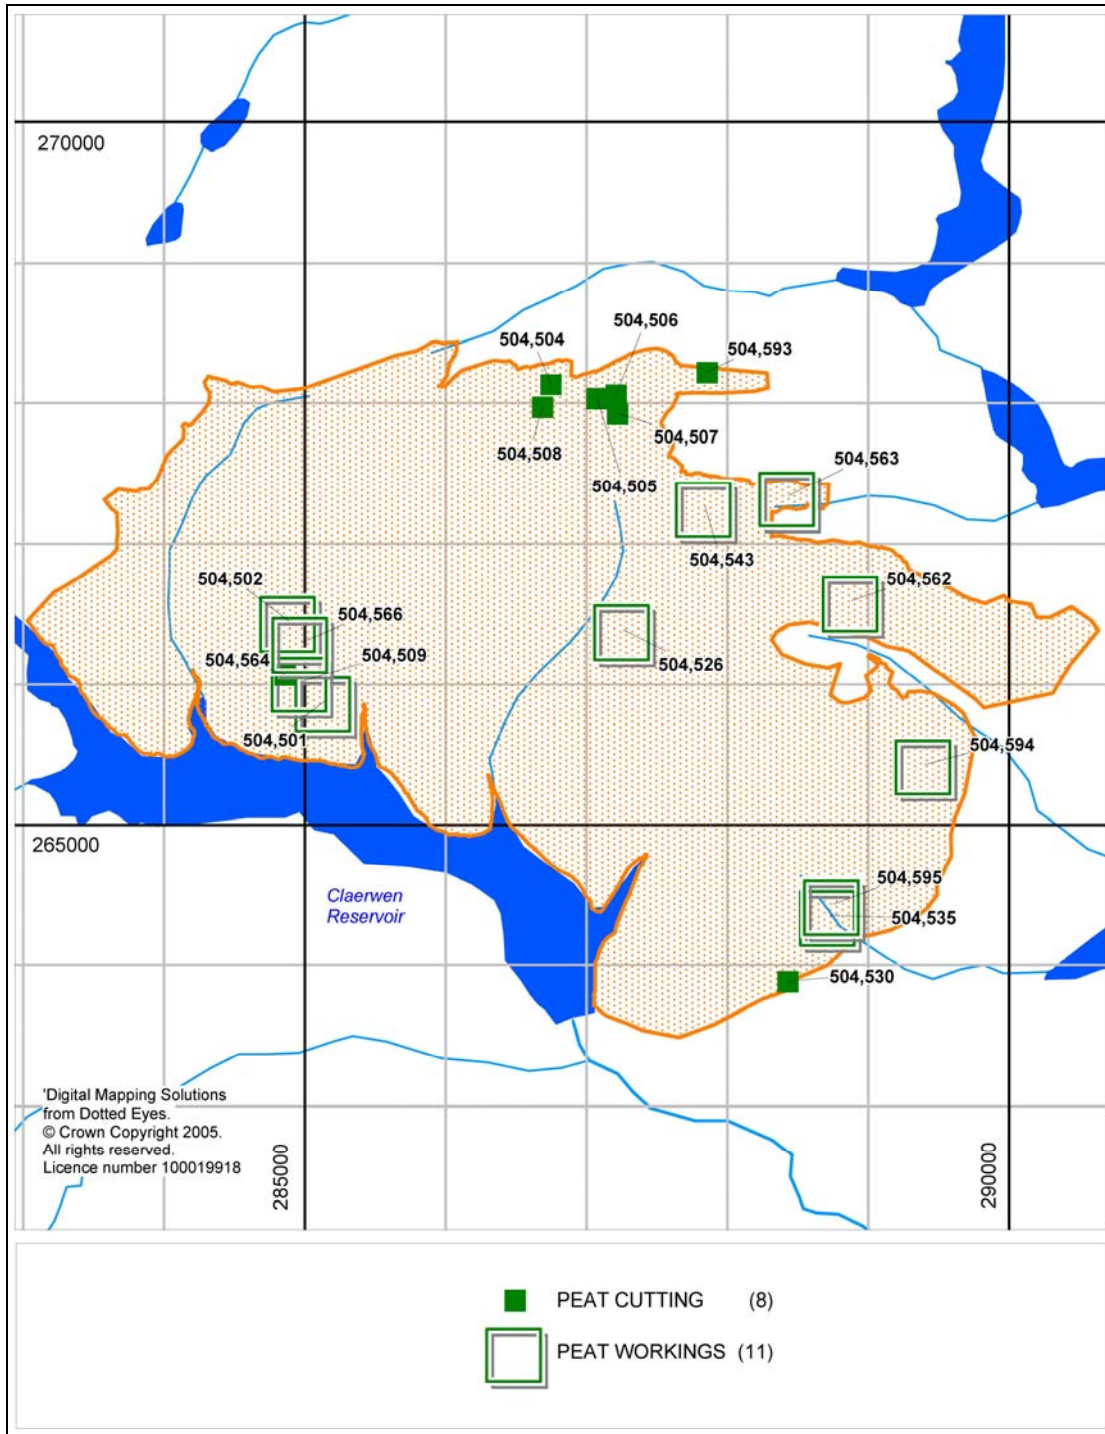 270000
504,506
504,504
504,593
504,507
504,508
504,563
504,505
504,543
504,502
504,562
504,566
504,509
504,564
504,526
504,501
504,594
265000
504,595
Claerwen
Reservoir
504,535
504,530
'Digital Mapping Solutions
from Dotted Eyes.
© Crown Copyright 2005.
All rights reserved.
Licence number 100019918
285000
290000
PEAT CUTTING (8)
PEAT WORKINGS (11)